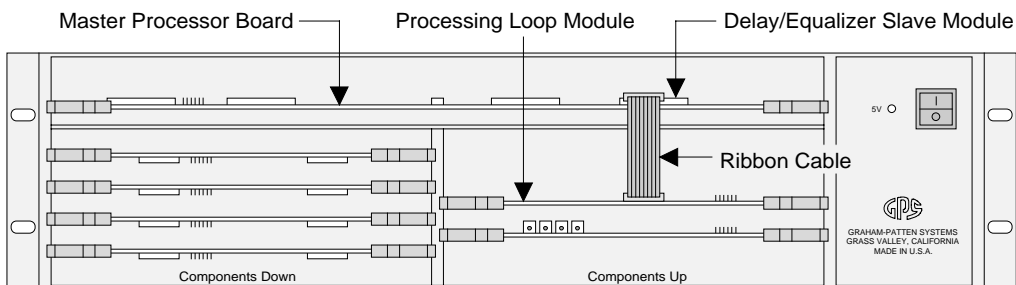 Master Processor Board
Processing Loop Module
Delay/Equalizer Slave Module
5V
I
O
Ribbon Cable
GPS
GRAHAM-PATTEN SYSTEMS
GRASS VALLEY, CALIFORNIA
MADE IN U.S.A.
Components Down
Components Up